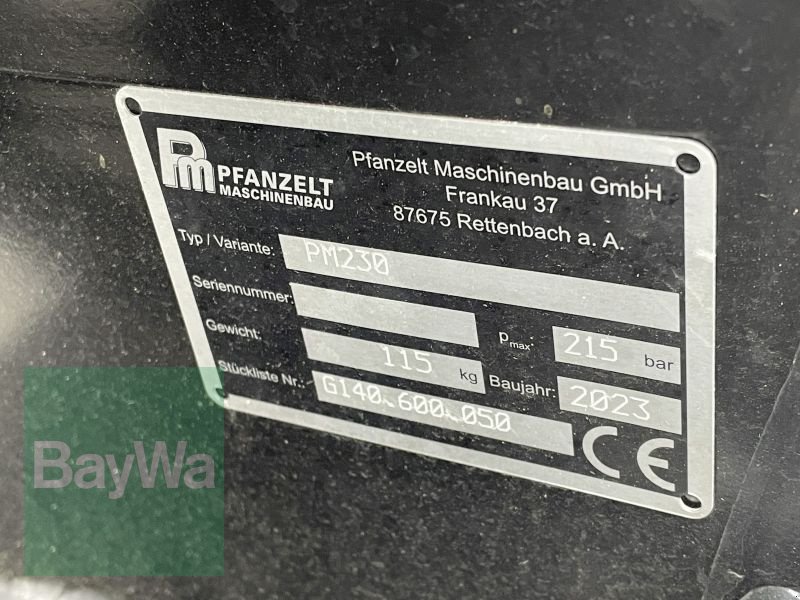 Pm PFANZELT
MASCHINENBAU
Pfanzelt Maschinenbau GmbH
Frankau 37
87675 Rettenbach a. A.
Typ / Variante: PM230
Seriennummer:
pmax: 215 bar
Gewicht: 115 kg
Baujahr: 2023
Stückliste Nr.: G140.600.050
CE
BayWa